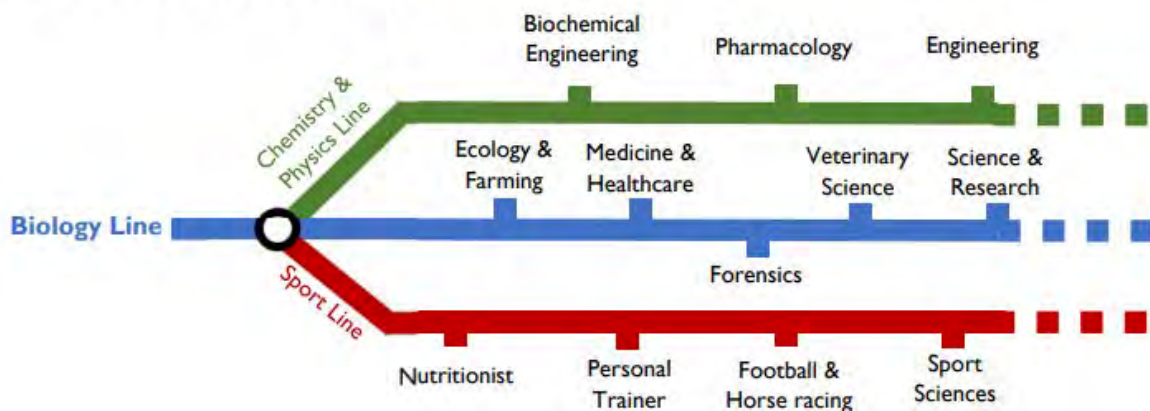 Biochemical
Engineering
Pharmacology
Engineering
Chemistry &
Physics Line
Ecology &
Farming
Medicine &
Healthcare
Veterinary
Science
Science &
Research
Biology Line
Forensics
Sport Line
Nutritionist
Personal
Trainer
Football &
Horse racing
Sport
Sciences